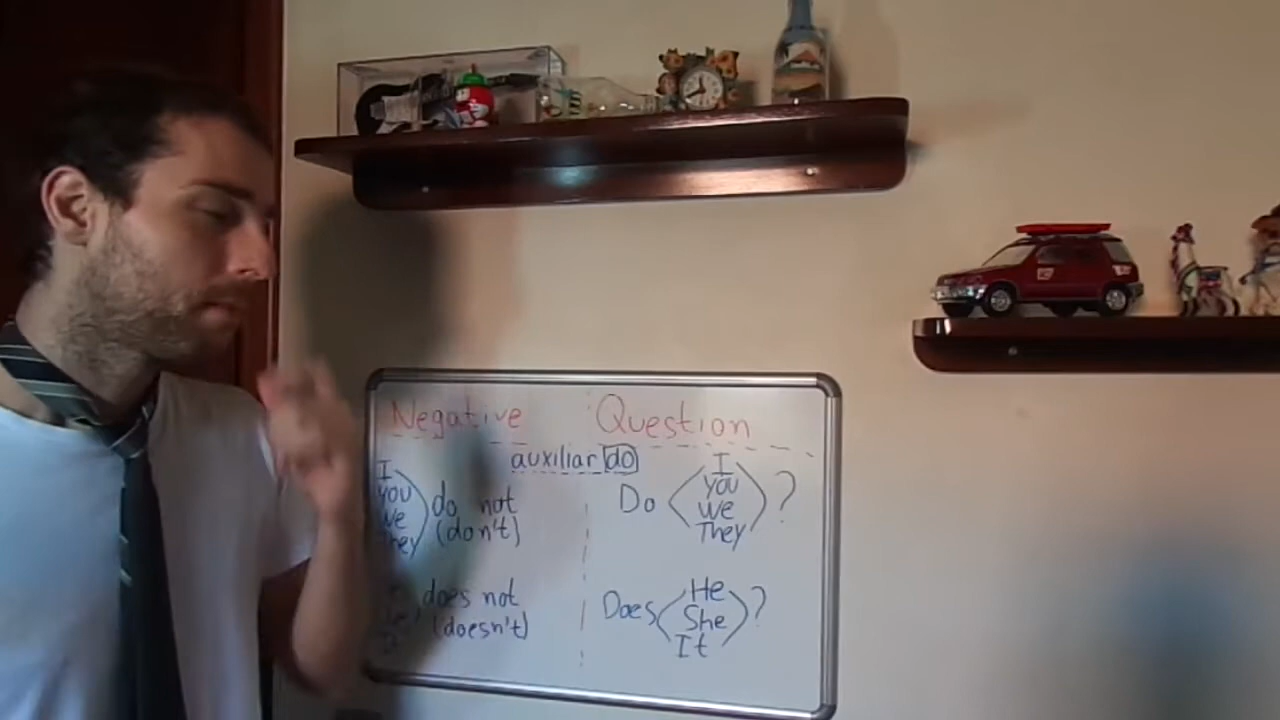 Negative Question
auxiliar do
I
you
we
They
do not
(don't)
Do
I
you
we
They
?
does not
(doesn't)
Does
He
She
It
?